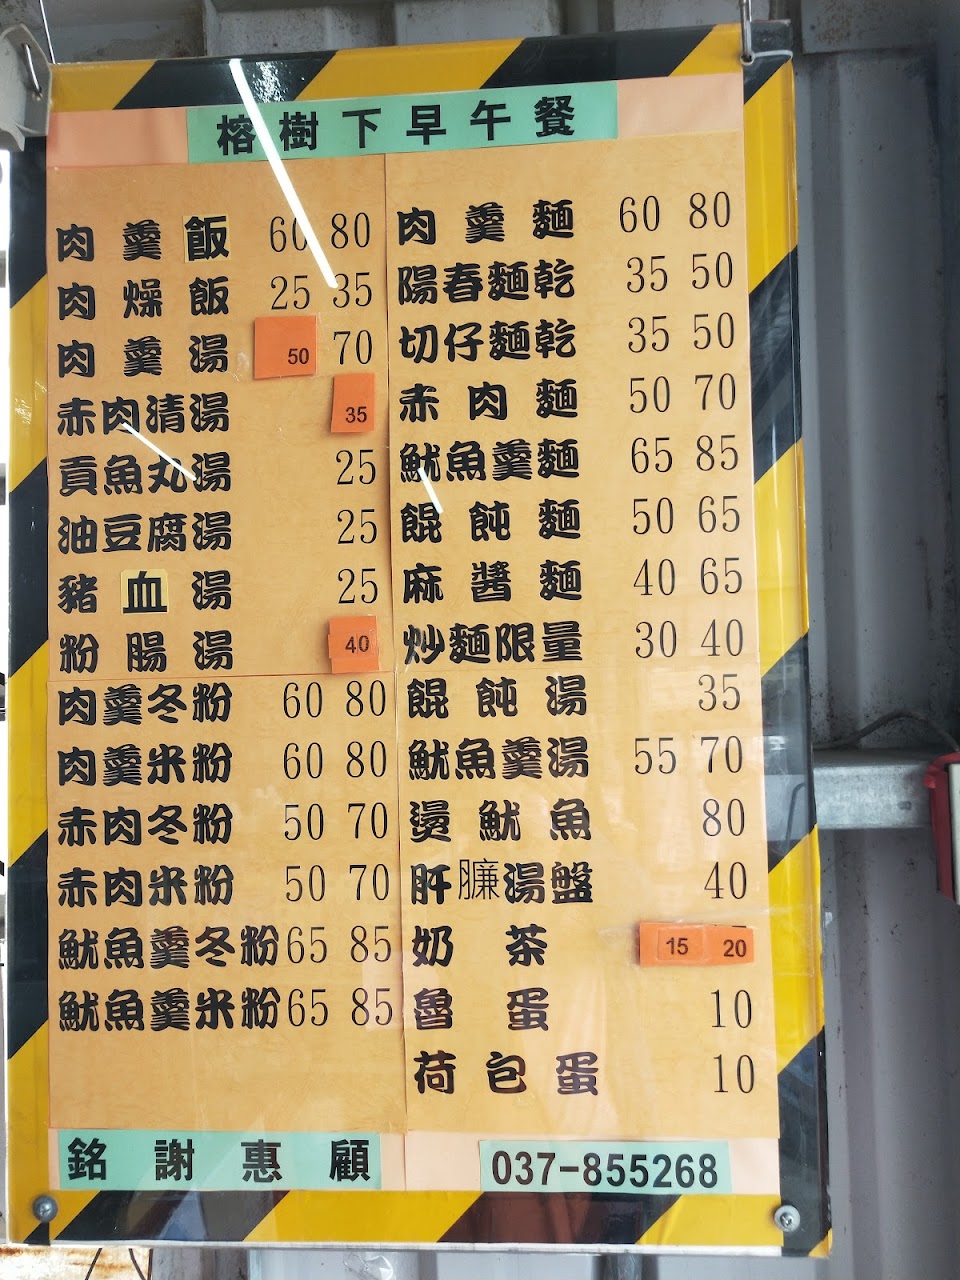 榕樹下早午餐
肉羹飯 60 80
肉燥飯 25 35
肉羹湯 50 70
赤肉清湯 35
貢魚丸湯 25
油豆腐湯 25
豬血湯 25
粉腸湯 40
肉羹冬粉 60 80
肉羹米粉 60 80
赤肉冬粉 50 70
赤肉米粉 50 70
魷魚羹冬粉 65 85
魷魚羹米粉 65 85
肉羹麵 60 80
陽春麵乾 35 50
切仔麵乾 35 50
赤肉麵 50 70
魷魚羹麵 65 85
餛飩麵 50 65
麻醬麵 40 65
炒麵限量 30 40
餛飩湯 35
魷魚羹湯 55 70
燙魷魚 80
肝臁湯盤 40
奶茶 15 20
魯蛋 10
荷包蛋 10
銘謝惠顧
037-855268